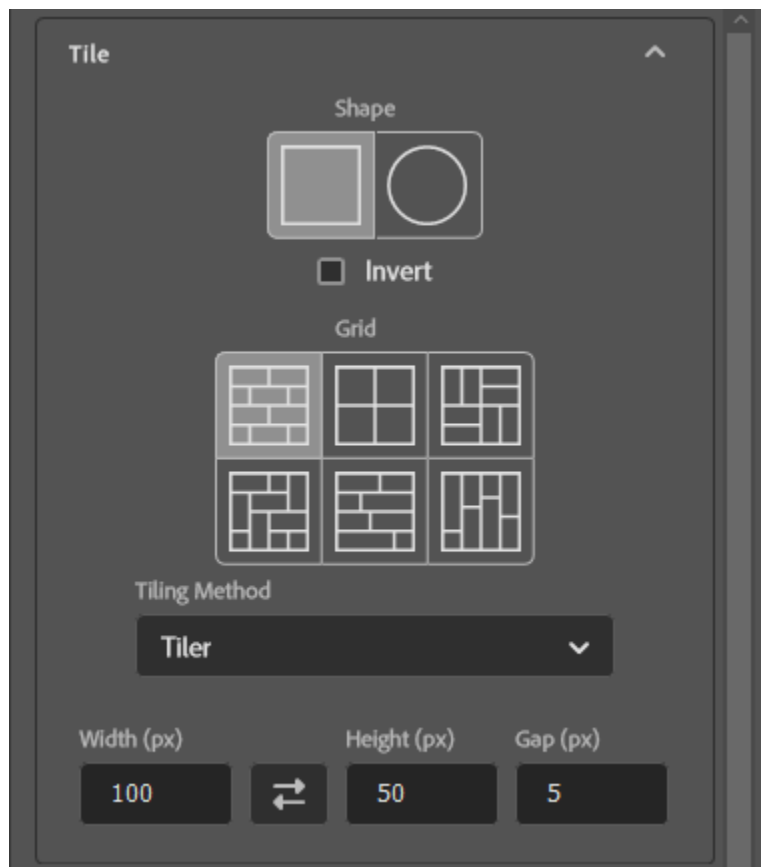 Tile
Shape
Invert
Grid
Tiling Method
Tiler
Width (px) Height (px) Gap (px)
100 50 5